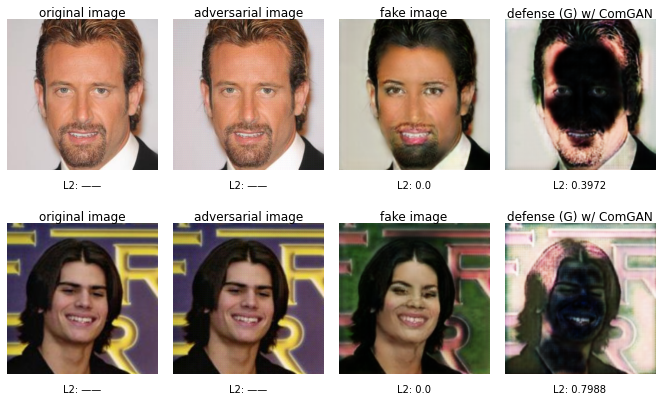 original image adversarial image fake image defense (G) w/ ComGAN
L2: —— L2: —— L2: 0.0 L2: 0.3972
original image adversarial image fake image defense (G) w/ ComGAN
L2: —— L2: —— L2: 0.0 L2: 0.7988